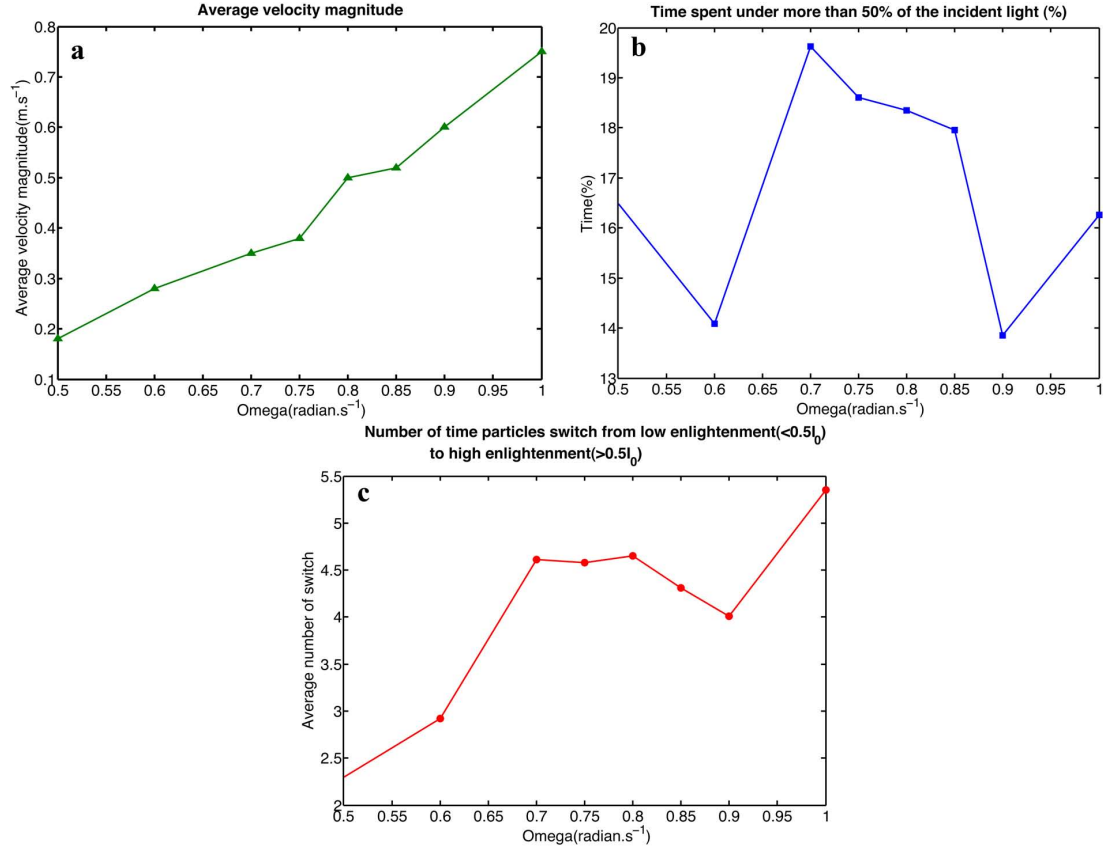 Average velocity magnitude
a
Average velocity magnitude(m.s⁻¹)
0.8
0.7
0.6
0.5
0.4
0.3
0.2
0.1
0.5 0.55 0.6 0.65 0.7 0.75 0.8 0.85 0.9 0.95 1
Omega(radian.s⁻¹)
Time spent under more than 50% of the incident light (%)
b
Time(%)
20
19
18
17
16
15
14
13
0.5 0.55 0.6 0.65 0.7 0.75 0.8 0.85 0.9 0.95 1
Omega(radian.s⁻¹)
Number of time particles switch from low enlightenment(<0.5I₀)
to high enlightenment(>0.5I₀)
c
Average number of switch
5.5
5
4.5
4
3.5
3
2.5
2
0.5 0.55 0.6 0.65 0.7 0.75 0.8 0.85 0.9 0.95 1
Omega(radian.s⁻¹)